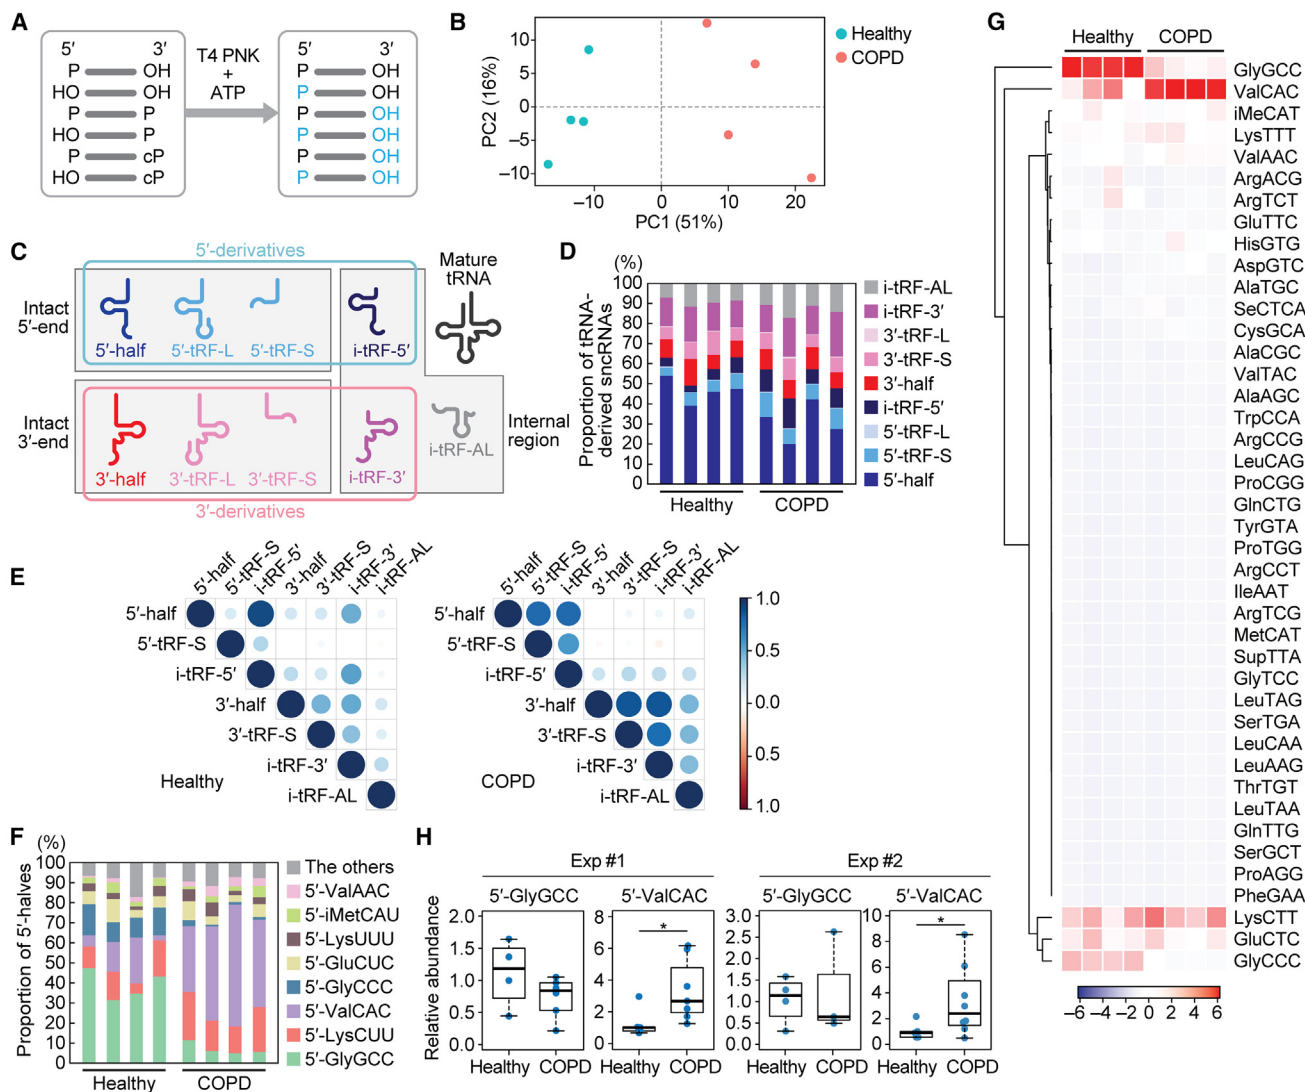 A
5′ 3′
P OH
HO OH
P P
HO P
P cP
HO cP
T4 PNK
+
ATP
5′ 3′
P OH
P OH
P OH
P OH
P OH
P OH
B
PC2 (16%)
10
5
0
−5
−10
−10 0 10 20
PC1 (51%)
Healthy
COPD
C
5′-derivatives
Mature
tRNA
Intact
5′-end
5′-half 5′-tRF-L 5′-tRF-S i-tRF-5′
Intact
3′-end
3′-half 3′-tRF-L 3′-tRF-S i-tRF-3′
i-tRF-AL
Internal
region
3′-derivatives
D
(%)
Proportion of tRNA-
derived sncRNAs
100
90
80
70
60
50
40
30
20
10
0
Healthy COPD
i-tRF-AL
i-tRF-3′
3′-tRF-L
3′-tRF-S
3′-half
i-tRF-5′
5′-tRF-L
5′-tRF-S
5′-half
E
5′-half 5′-tRF-S i-tRF-5′ 3′-half 3′-tRF-S i-tRF-3′ i-tRF-AL
5′-half
5′-tRF-S
i-tRF-5′
3′-half
3′-tRF-S
i-tRF-3′
i-tRF-AL
Healthy
5′-half 5′-tRF-S i-tRF-5′ 3′-half 3′-tRF-S i-tRF-3′ i-tRF-AL
5′-half
5′-tRF-S
i-tRF-5′
3′-half
3′-tRF-S
i-tRF-3′
i-tRF-AL
COPD
1.0
0.5
0.0
0.5
1.0
F
(%)
Proportion of 5′-halves
100
90
80
70
60
50
40
30
20
10
0
Healthy COPD
The others
5′-ValAAC
5′-iMetCAU
5′-LysUUU
5′-GluCUC
5′-GlyCCC
5′-ValCAC
5′-LysCUU
5′-GlyGCC
G
Healthy COPD
GlyGCC
ValCAC
iMeCAT
LysTTT
ValAAC
ArgACG
ArgTCT
GluTTC
HisGTG
AspGTC
AlaTGC
SeCTCA
CysGCA
AlaCGC
ValTAC
AlaAGC
TrpCCA
ArgCCG
LeuCAG
ProCGG
GlnCTG
TyrGTA
ProTGG
ArgCCT
IleAAT
ArgTCG
MetCAT
SupTTA
GlyTCC
LeuTAG
SerTGA
LeuCAA
LeuAAG
ThrTGT
LeuTAA
GlnTTG
SerGCT
ProAGG
PheGAA
LysCTT
GluCTC
GlyCCC
−6 −4 −2 0 2 4 6
H
Exp #1 Exp #2
5′-GlyGCC 5′-ValCAC 5′-GlyGCC 5′-ValCAC
Relative abundance
2.0
1.5
1.0
0.5
0.0
Healthy COPD
8
6
4
2
0
*
Healthy COPD
3.0
2.5
2.0
1.5
1.0
0.5
0.0
Healthy COPD
10
8
6
4
2
0
*
Healthy COPD